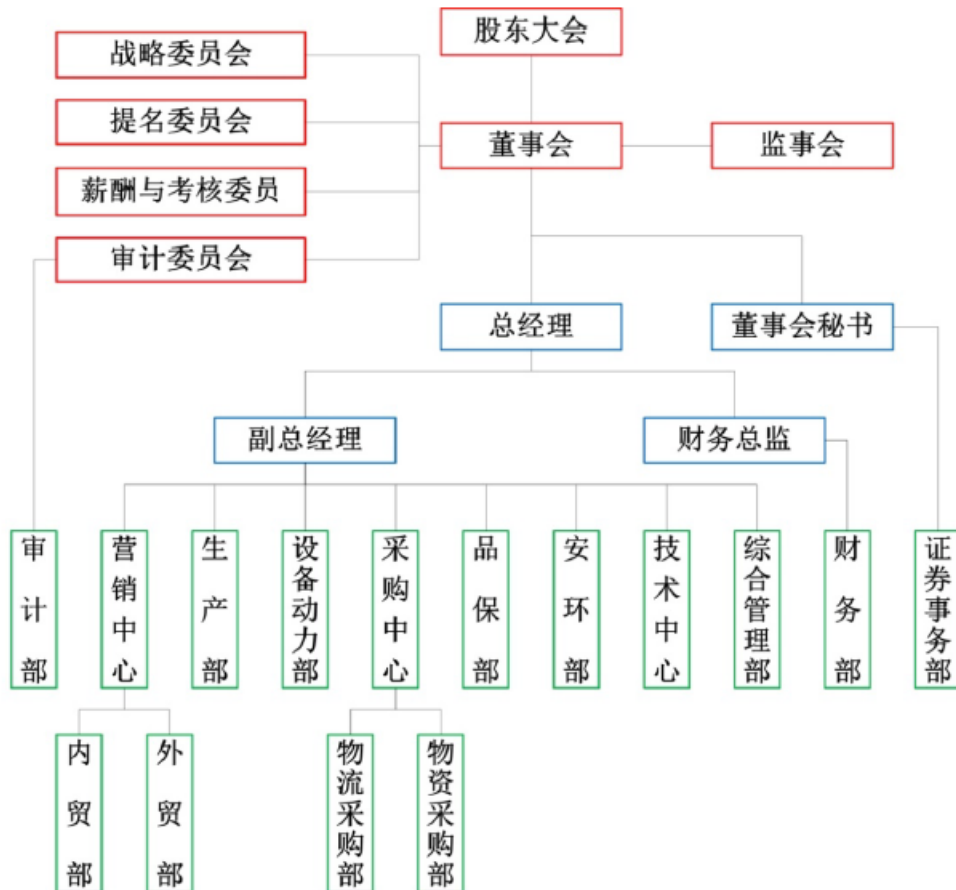 股东大会
战略委员会
提名委员会
董事会
监事会
薪酬与考核委员
审计委员会
总经理
董事会秘书
副总经理
财务总监
审计部
营销中心
生产部
设备动力部
采购中心
品保部
安环部
技术中心
综合管理部
财务部
证券事务部
内贸部
外贸部
物流采购部
物资采购部